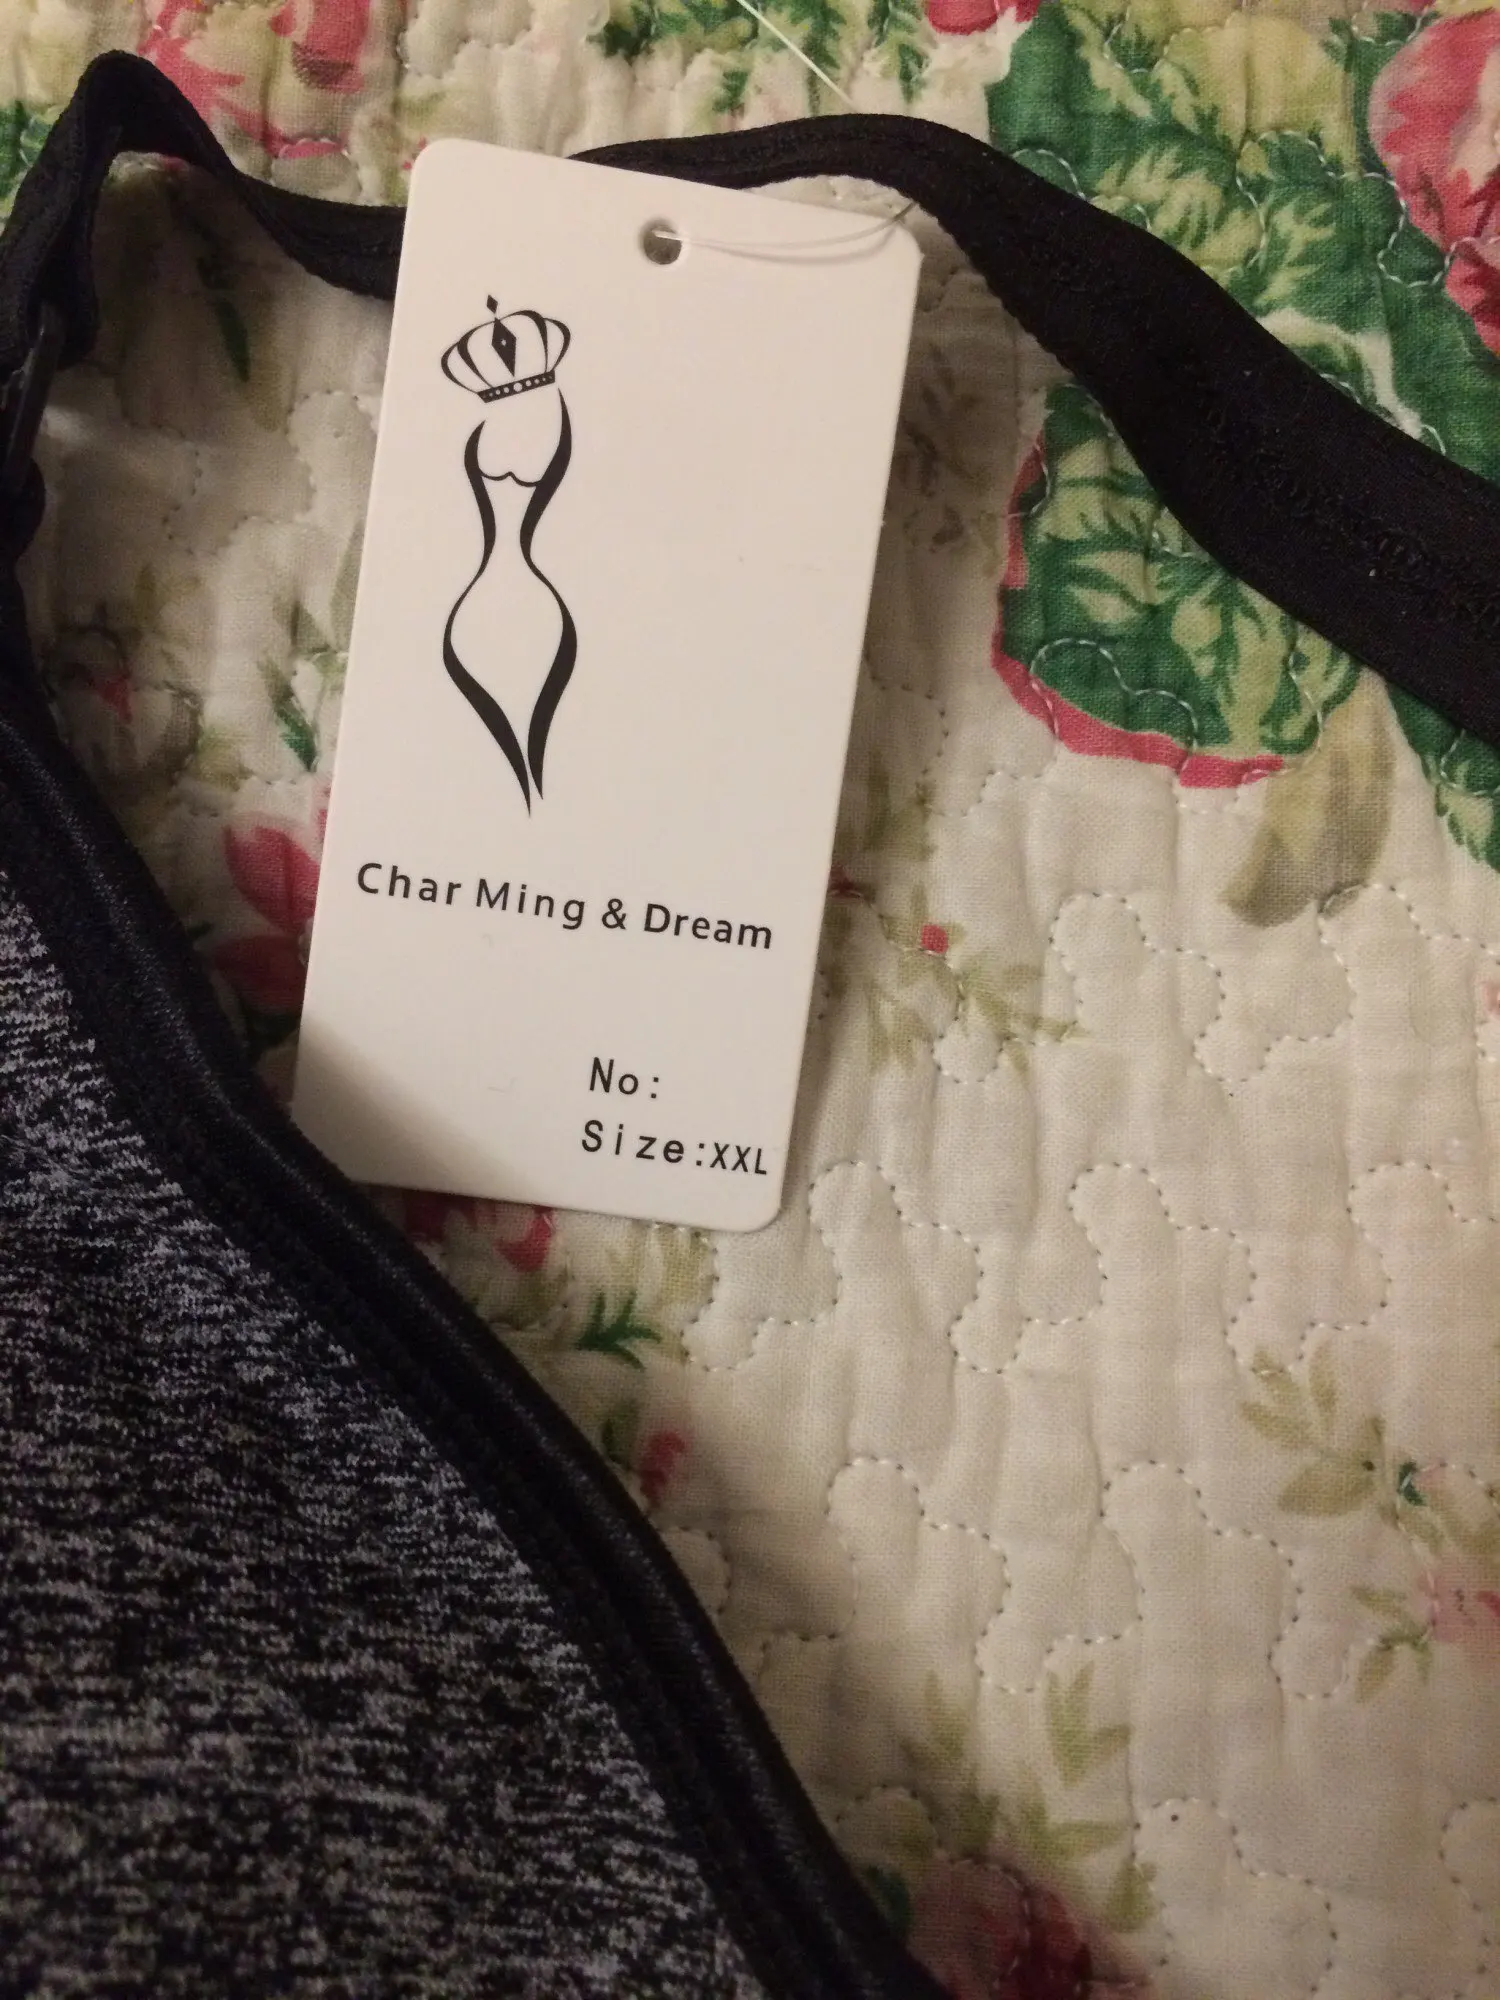 Char Ming & Dream
No:
Size:XXL